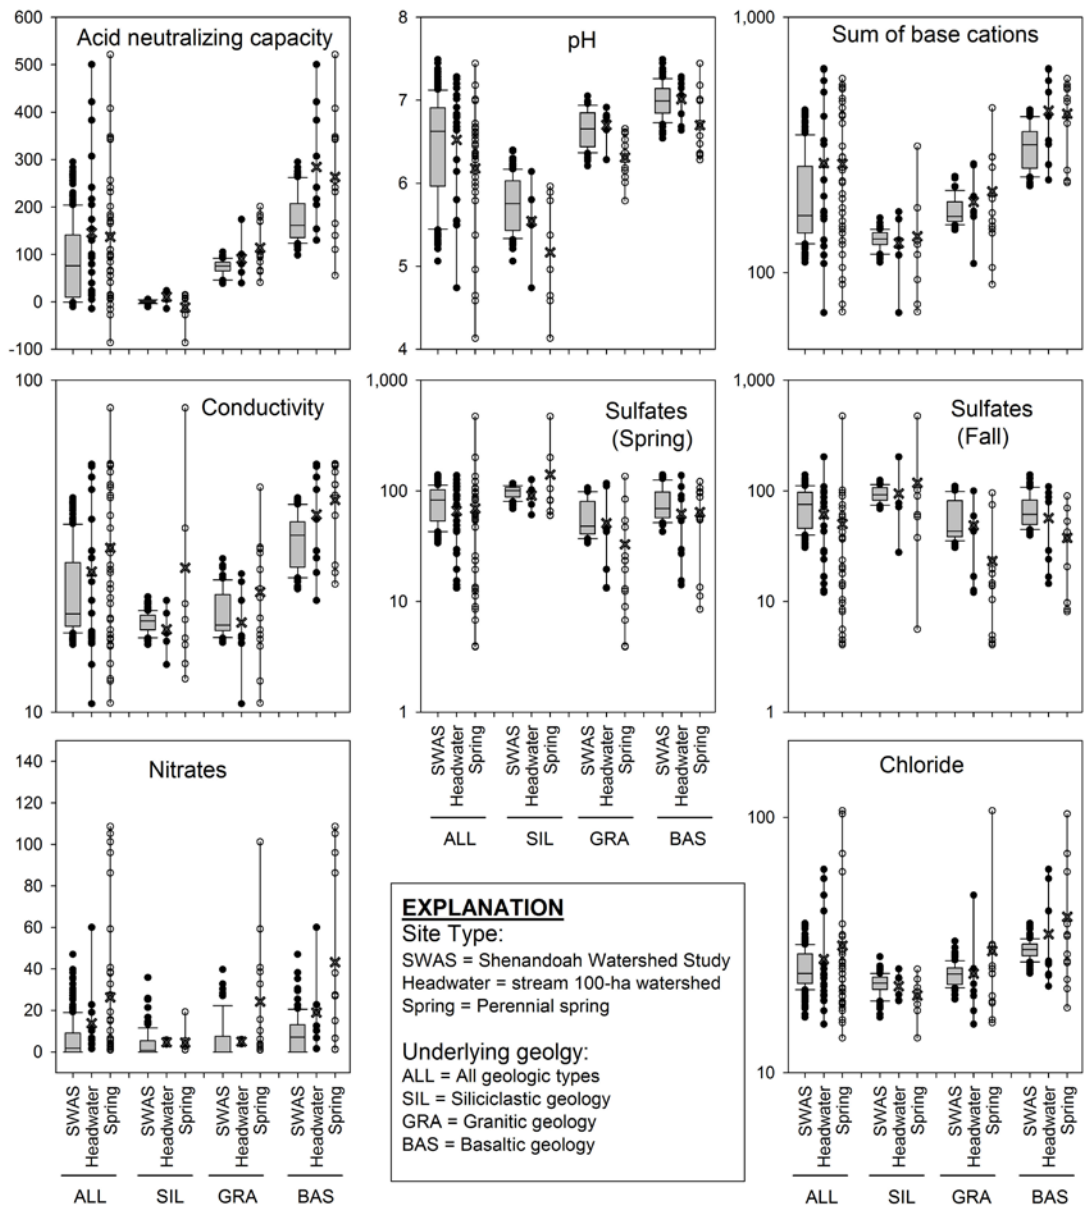 Acid neutralizing capacity
600
500
400
300
200
100
0
-100
pH
8
7
6
5
4
Sum of base cations
1,000
100
Conductivity
100
10
Sulfates
(Spring)
1,000
100
10
1
SWAS
Headwater
Spring
SWAS
Headwater
Spring
SWAS
Headwater
Spring
SWAS
Headwater
Spring
ALL
SIL
GRA
BAS
Sulfates
(Fall)
1,000
100
10
1
Nitrates
140
120
100
80
60
40
20
0
SWAS
Headwater
Spring
SWAS
Headwater
Spring
SWAS
Headwater
Spring
SWAS
Headwater
Spring
ALL
SIL
GRA
BAS
EXPLANATION
Site Type:
SWAS = Shenandoah Watershed Study
Headwater = stream 100-ha watershed
Spring = Perennial spring
Underlying geolgy:
ALL = All geologic types
SIL = Siliciclastic geology
GRA = Granitic geology
BAS = Basaltic geology
Chloride
100
10
SWAS
Headwater
Spring
SWAS
Headwater
Spring
SWAS
Headwater
Spring
SWAS
Headwater
Spring
ALL
SIL
GRA
BAS